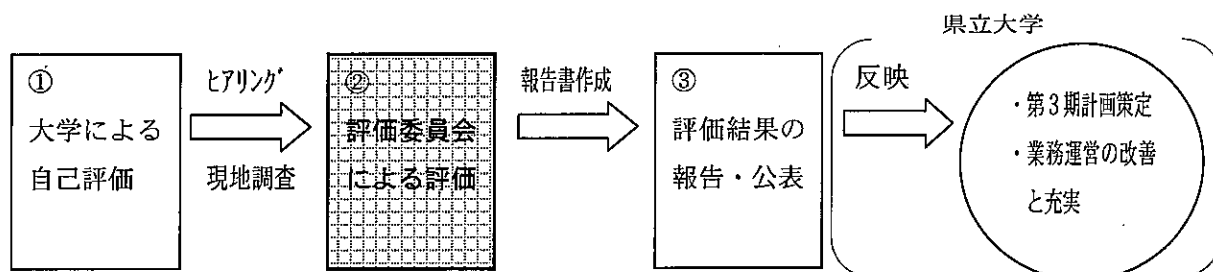 県立大学
①
大学による
自己評価
ﾋｱﾘﾝｸﾞ
現地調査
②
評価委員会
による評価
報告書作成
③
評価結果の
報告・公表
反映
・第３期計画策定
・業務運営の改善
と充実